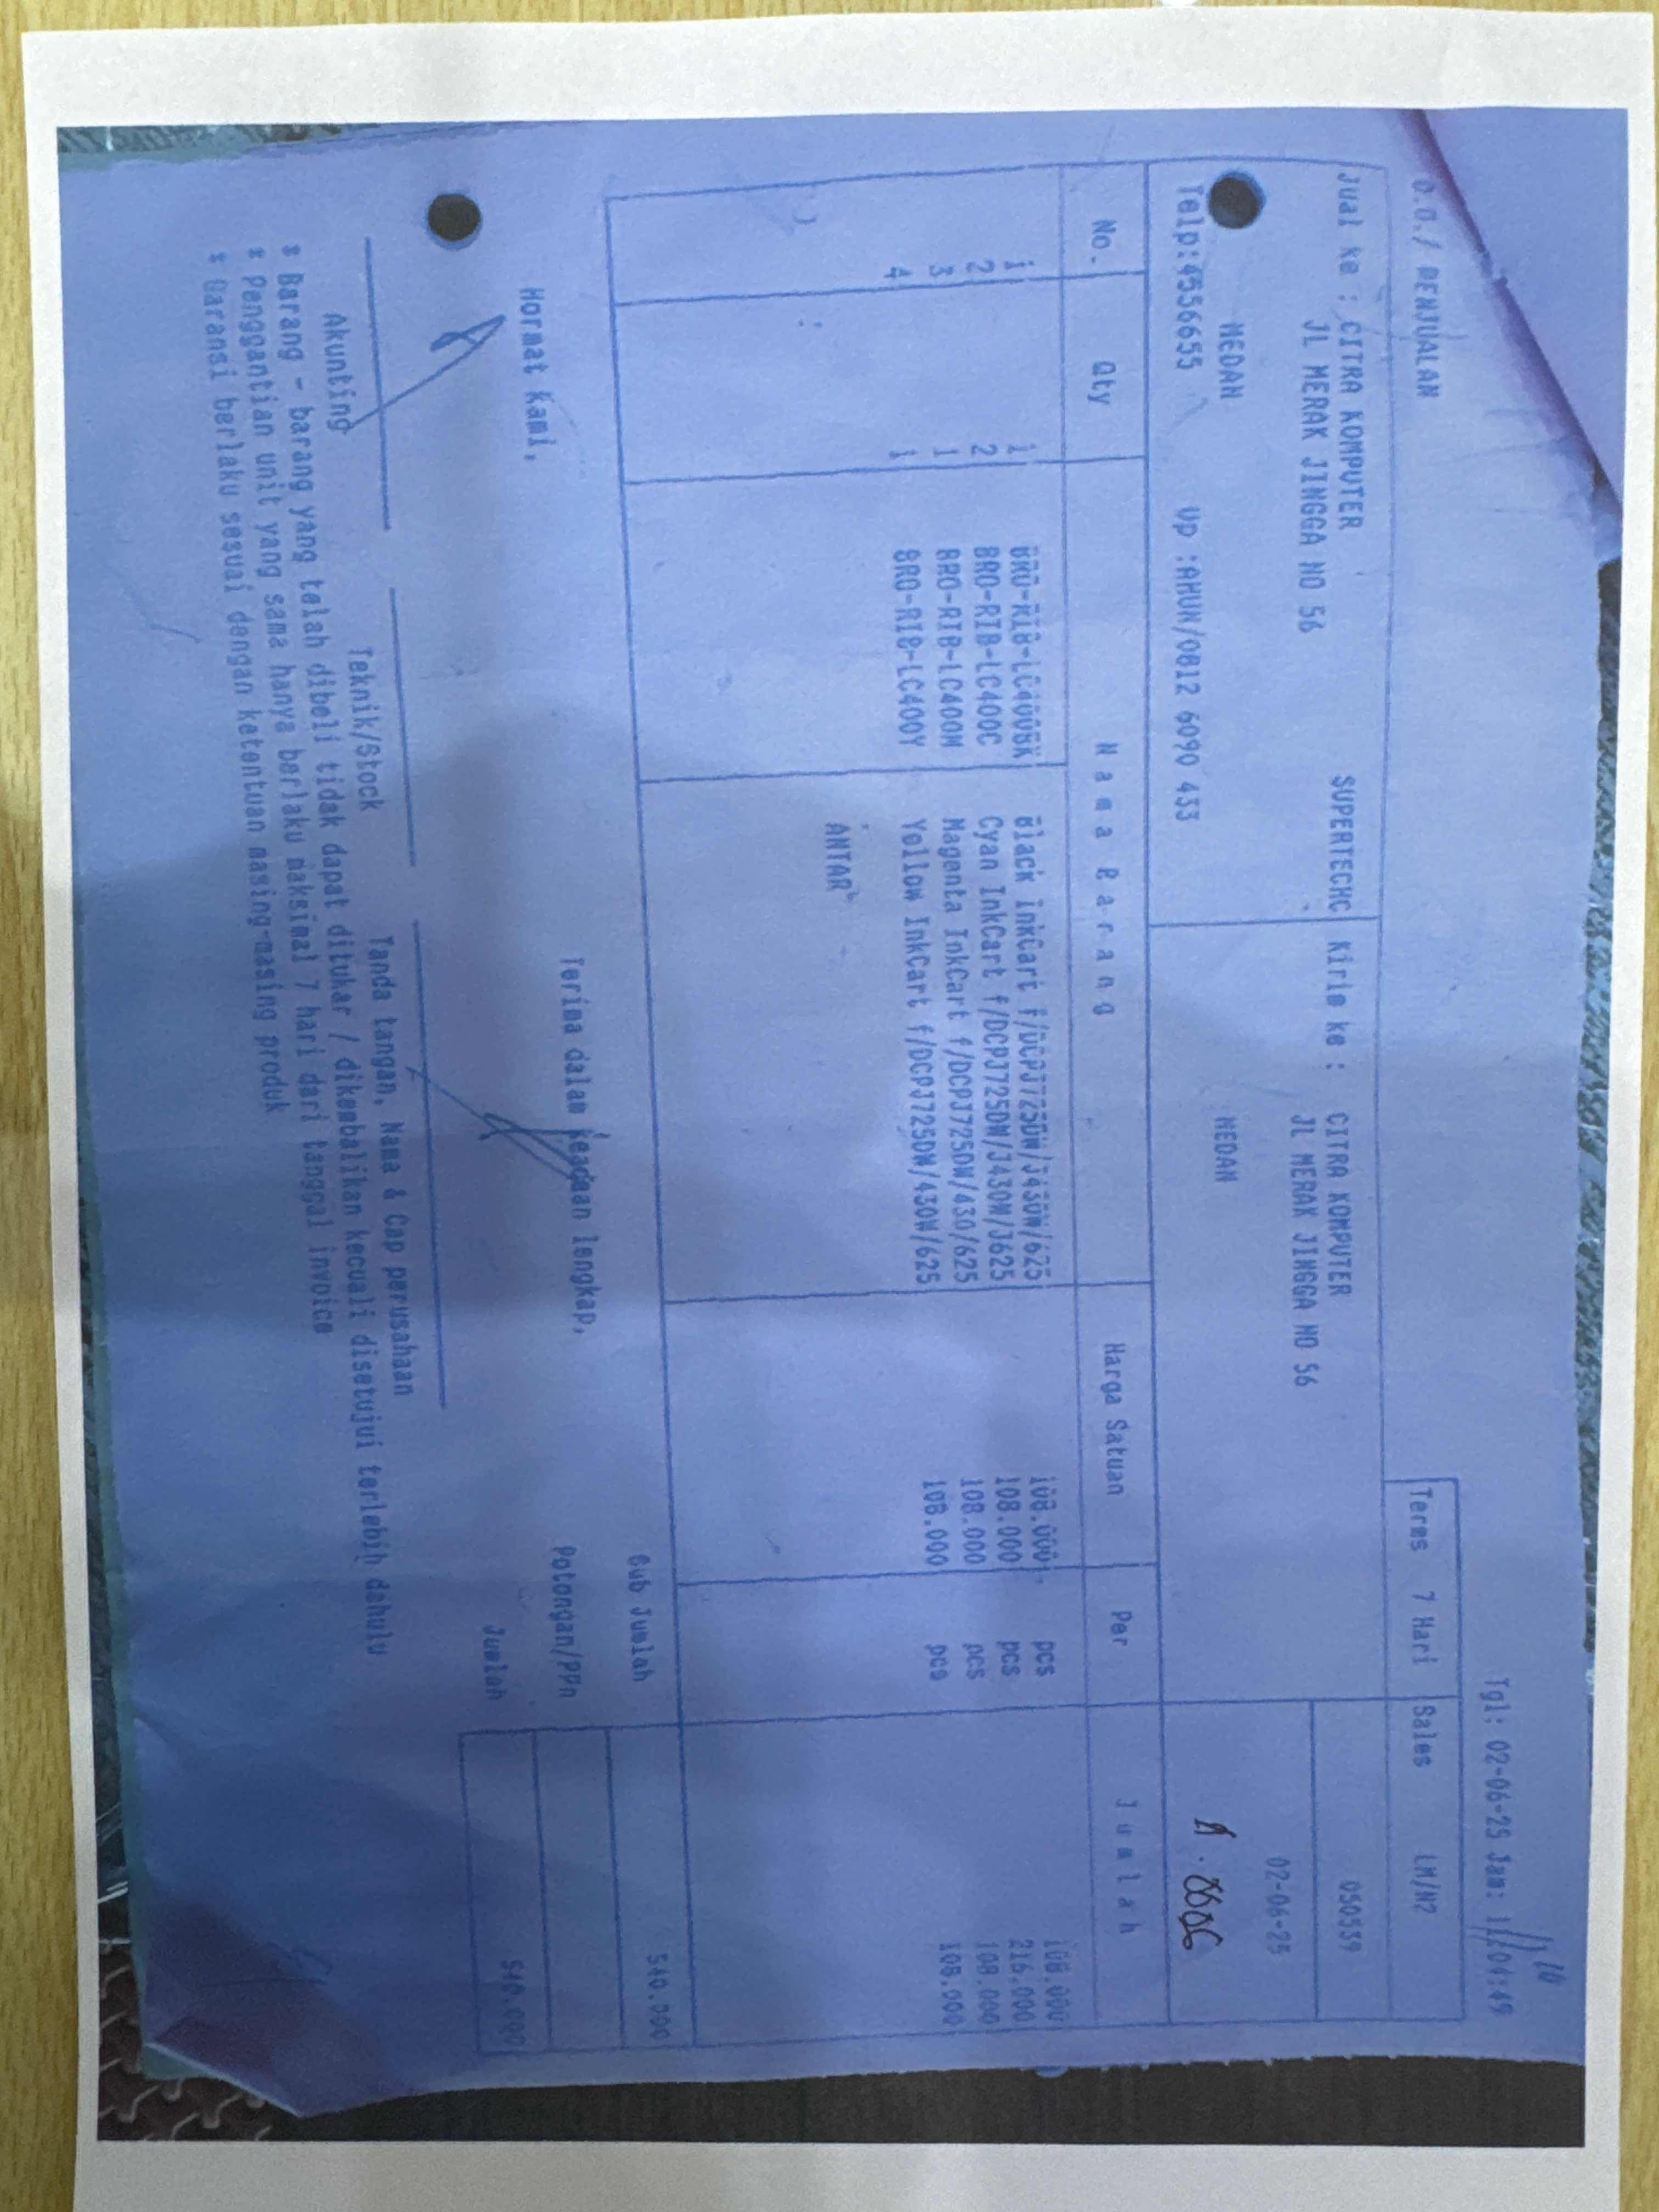 D.O./ PENJUALAN
Tgl: 02-06-25 Jam: 11:04:49
Terms 7 Hari Sales LM/M2
Jual ke : CITRA KOMPUTER SUPERTECHC Kirim ke : CITRA KOMPUTER 050539
JL MERAK JINGGA NO 56 JL MERAK JINGGA NO 56
MEDAN MEDAN 02-06-25
Telp:4556655 Up :AHUN/0812 6090 433
No. Qty Nama Barang Harga Satuan Per Jumlah
1 1 BRO-RIB-LC400BK Black InkCart f/DCPJ725DW/J430W/625 108.000 pcs 108.000
2 2 BRO-RIB-LC400C Cyan InkCart f/DCPJ725DW/J430W/J625 108.000 pcs 216.000
3 1 BRO-RIB-LC400M Magenta InkCart f/DCPJ725DW/430/625 108.000 pcs 108.000
4 1 BRO-RIB-LC400Y Yellow InkCart f/DCPJ725DW/430W/625 108.000 pcs 108.000
ANTAR
Sub Jumlah 540.000
Hormat Kami, Terima dalam keadaan lengkap, Potongan/PPn
Jumlah 540.000
Akunting Teknik/Stock Tanda tangan, Nama & Cap perusahaan
* Barang - barang yang telah dibeli tidak dapat ditukar / dikembalikan kecuali disetujui terlebih dahulu
* Penggantian unit yang sama hanya berlaku maksimal 7 hari dari tanggal invoice
* Garansi berlaku sesuai dengan ketentuan masing-masing produk